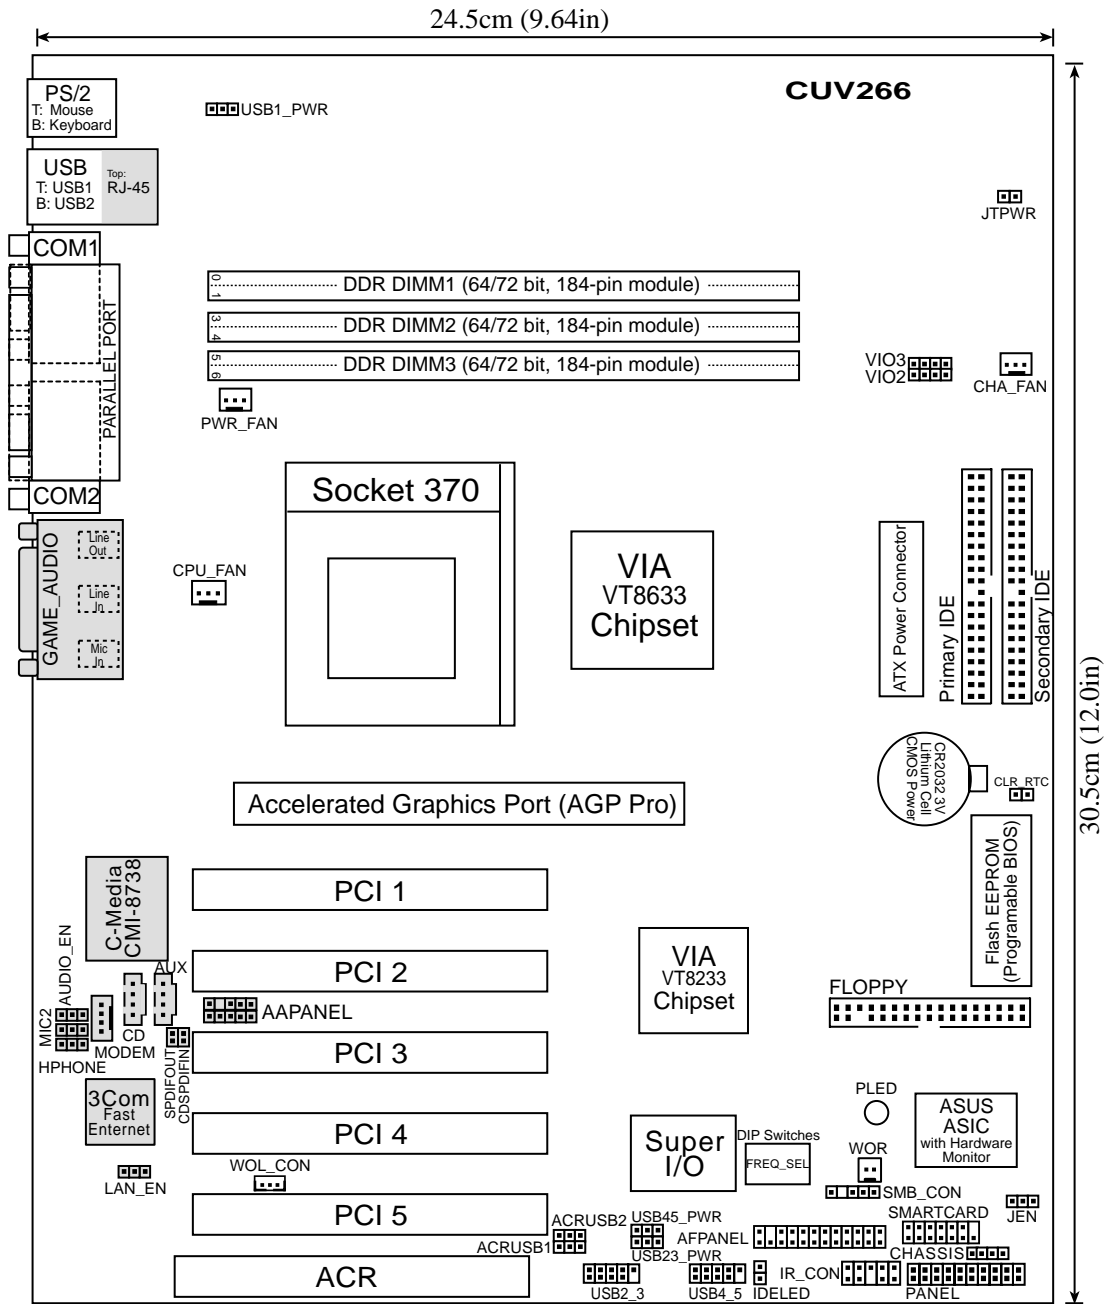 24.5cm (9.64in)
CUV266
PS/2
T: Mouse
B: Keyboard
USB1_PWR
USB
T: USB1
B: USB2
Top:
RJ-45
JTPWR
COM1
PARALLEL PORT
COM2
0 1
DDR DIMM1 (64/72 bit, 184-pin module)
3 4
DDR DIMM2 (64/72 bit, 184-pin module)
5 6
DDR DIMM3 (64/72 bit, 184-pin module)
VIO3
VIO2
CHA_FAN
PWR_FAN
Socket 370
GAME_AUDIO
Line
Out
Line
In
Mic
In
CPU_FAN
VIA
VT8633
Chipset
ATX Power Connector
Primary IDE
Secondary IDE
30.5cm (12.0in)
CR2032 3V
Lithium Cell
CMOS Power
CLR_RTC
Accelerated Graphics Port (AGP Pro)
Flash EEPROM
(Programable BIOS)
C-Media
CMI-8738
PCI 1
AUDIO_EN
AUX
PCI 2
VIA
VT8233
Chipset
FLOPPY
MIC2
CD
MODEM
HPHONE
AAPANEL
SPDIFOUT
CDSPDIFIN
PCI 3
3Com
Fast
Enternet
PCI 4
Super
I/O
DIP Switches
FREQ_SEL
PLED
WOR
ASUS
ASIC
with Hardware
Monitor
LAN_EN
WOL_CON
SMB_CON
PCI 5
ACRUSB2
ACRUSB1
USB45_PWR
USB23_PWR
AFPANEL
SMARTCARD
JEN
CHASSIS
ACR
USB2_3
USB4_5
IDELED
IR_CON
PANEL